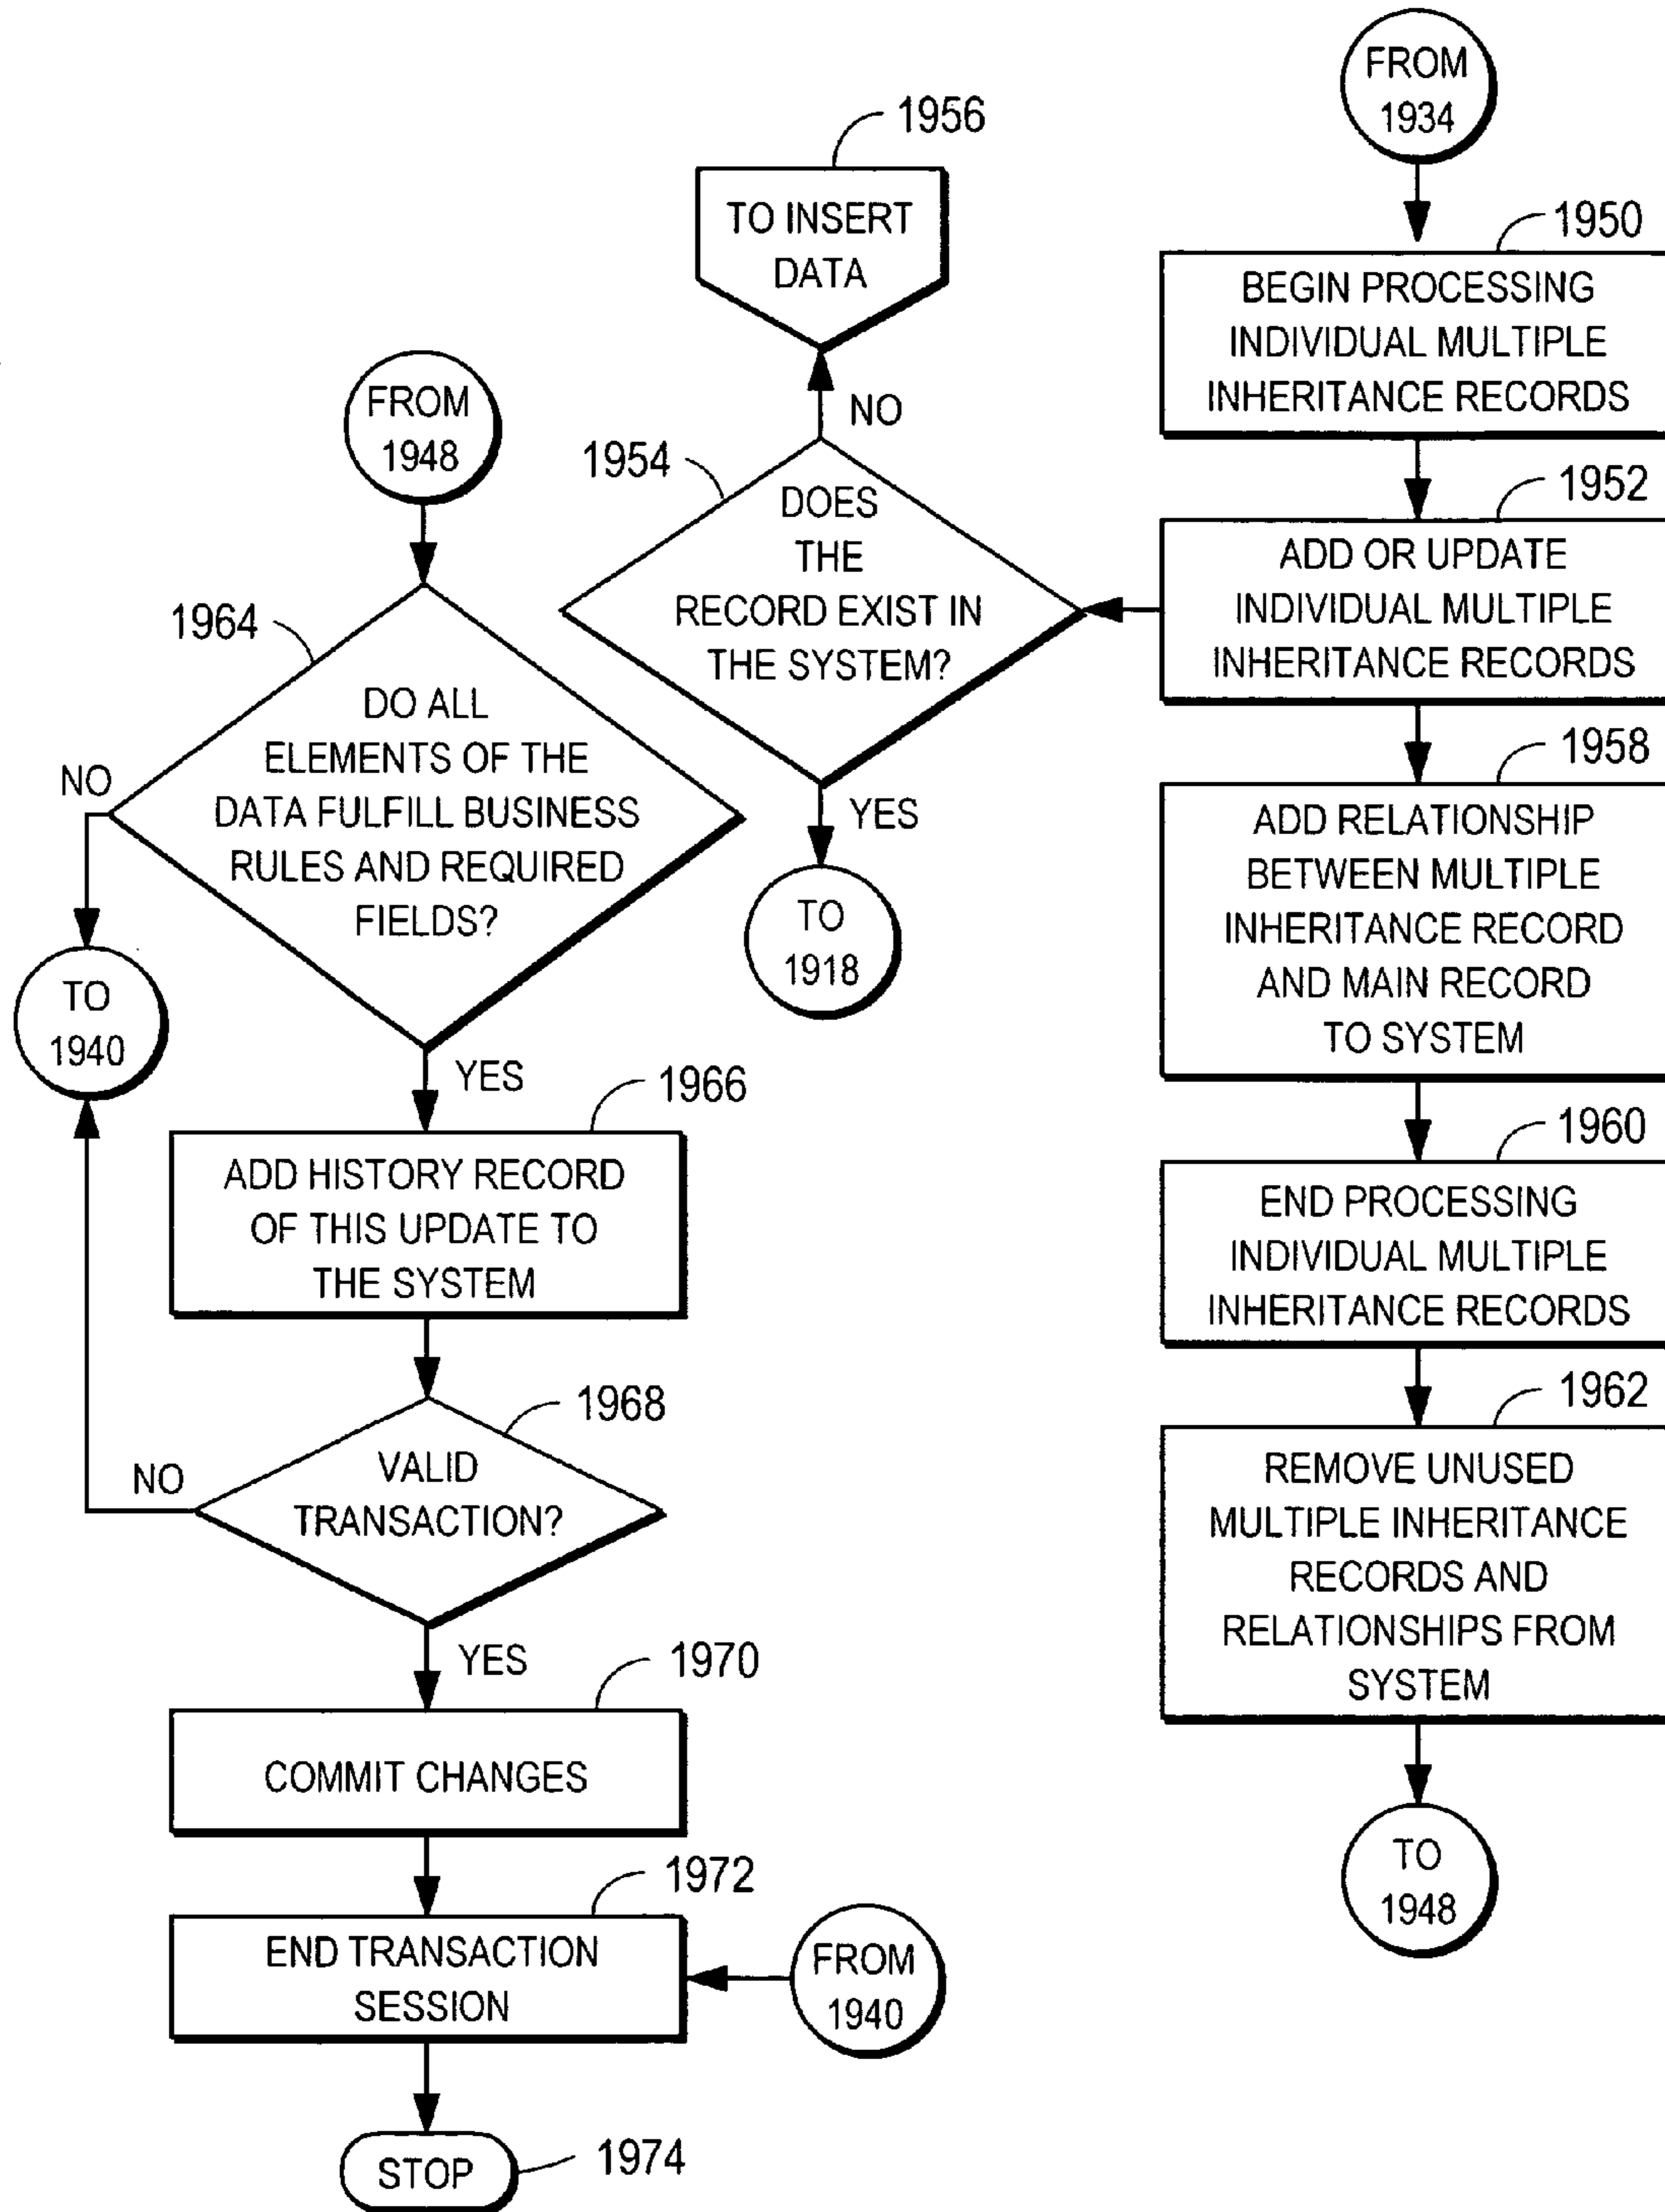 FROM
1934
1950
BEGIN PROCESSING
INDIVIDUAL MULTIPLE
INHERITANCE RECORDS
1952
ADD OR UPDATE
INDIVIDUAL MULTIPLE
INHERITANCE RECORDS
1954
DOES
THE
RECORD EXIST IN
THE SYSTEM?
NO
1956
TO INSERT
DATA
YES
TO
1918
1958
ADD RELATIONSHIP
BETWEEN MULTIPLE
INHERITANCE RECORD
AND MAIN RECORD
TO SYSTEM
1960
END PROCESSING
INDIVIDUAL MULTIPLE
INHERITANCE RECORDS
1962
REMOVE UNUSED
MULTIPLE INHERITANCE
RECORDS AND
RELATIONSHIPS FROM
SYSTEM
TO
1948
FROM
1948
1964
DO ALL
ELEMENTS OF THE
DATA FULFILL BUSINESS
RULES AND REQUIRED
FIELDS?
NO
TO
1940
YES
1966
ADD HISTORY RECORD
OF THIS UPDATE TO
THE SYSTEM
1968
VALID
TRANSACTION?
NO
YES
1970
COMMIT CHANGES
1972
END TRANSACTION
SESSION
FROM
1940
STOP
1974